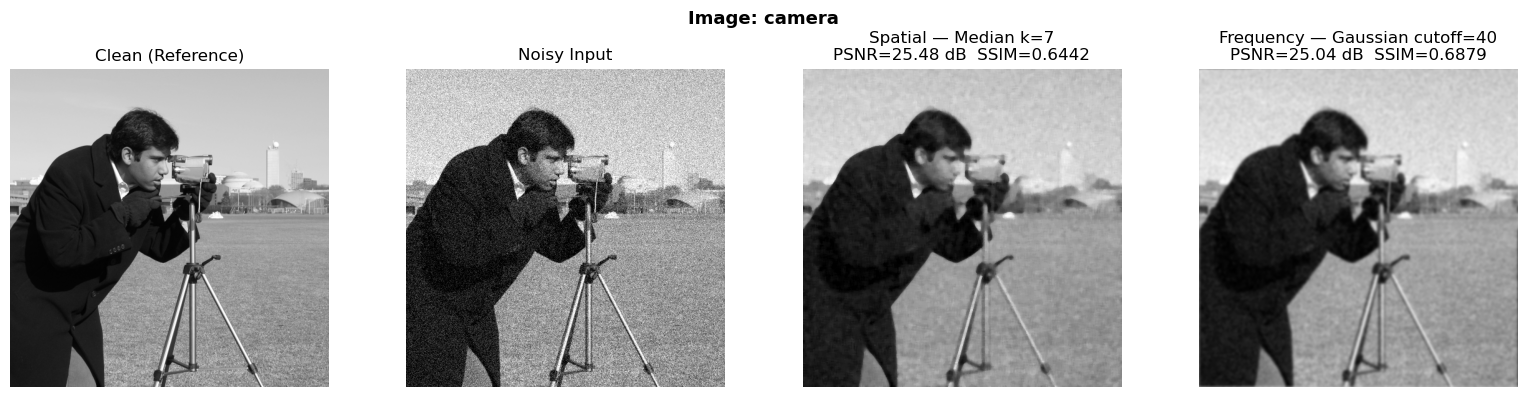 Image: camera
Clean (Reference)
Noisy Input
Spatial — Median k=7
PSNR=25.48 dB  SSIM=0.6442
Frequency — Gaussian cutoff=40
PSNR=25.04 dB  SSIM=0.6879